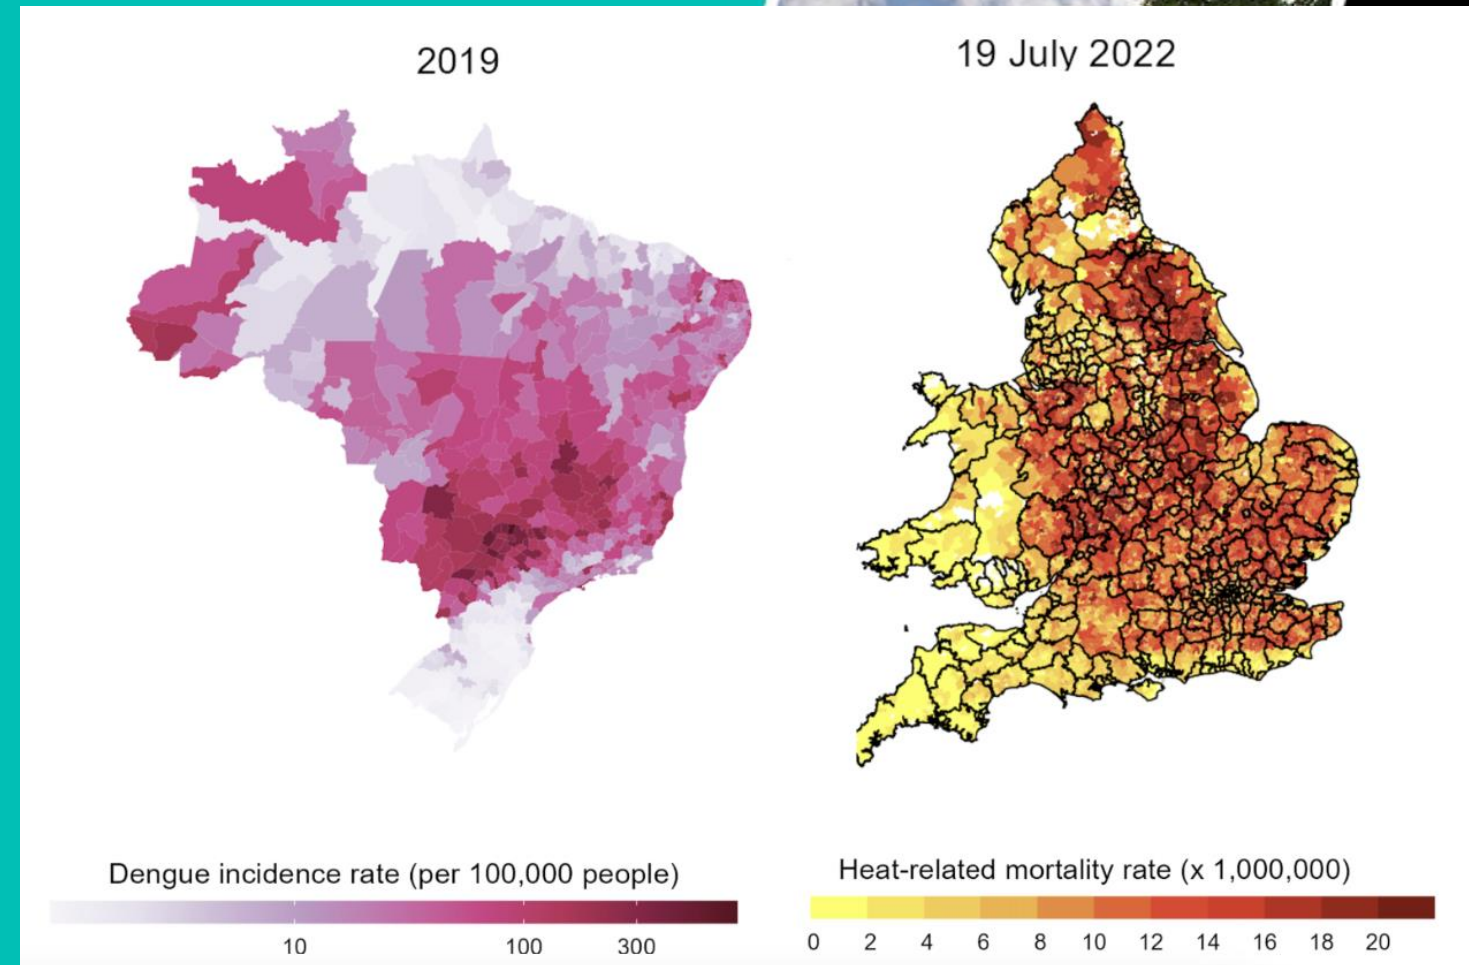 2019
19 July 2022
Dengue incidence rate (per 100,000 people)
10 100 300
Heat-related mortality rate (x 1,000,000)
0 2 4 6 8 10 12 14 16 18 20